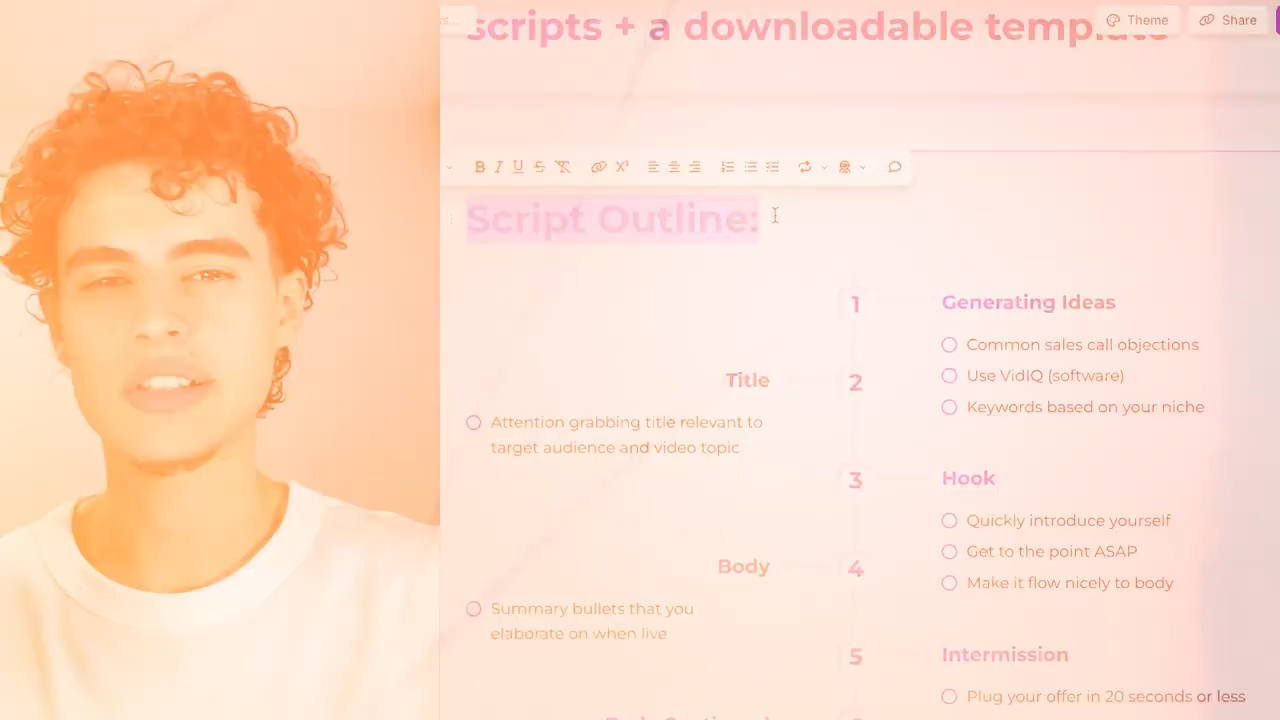 scripts + a downloadable template
Theme
Share
Script Outline:
1
Generating Ideas
Common sales call objections
Use VidIQ (software)
Keywords based on your niche
Title
2
Attention grabbing title relevant to
target audience and video topic
3
Hook
Quickly introduce yourself
Get to the point ASAP
Make it flow nicely to body
Body
4
Summary bullets that you
elaborate on when live
5
Intermission
Plug your offer in 20 seconds or less